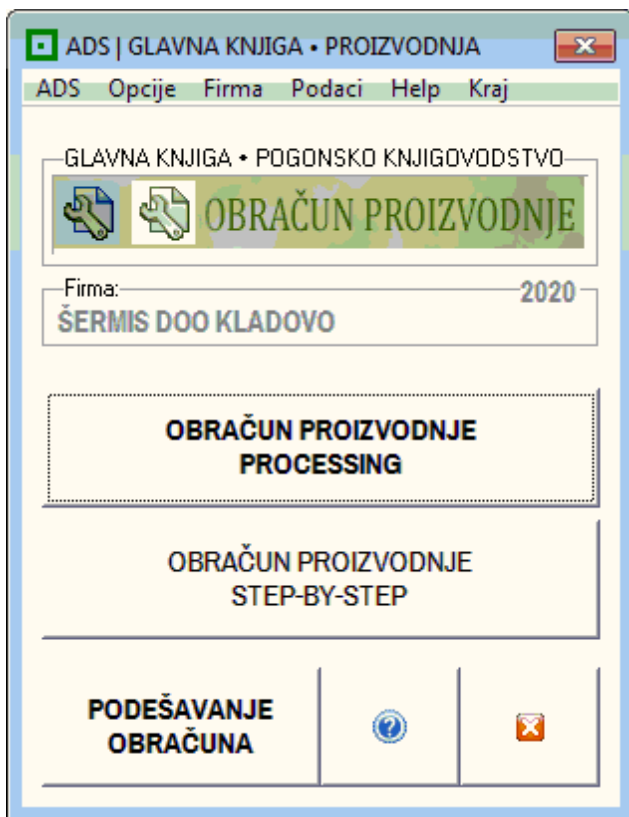 ADS | GLAVNA KNJIGA • PROIZVODNJA
ADS Opcije Firma Podaci Help Kraj
GLAVNA KNJIGA • POGONSKO KNJIGOVODSTVO
OBRAČUN PROIZVODNJE
Firma: 2020
ŠERMIS DOO KLADOVO
OBRAČUN PROIZVODNJE
PROCESSING
OBRAČUN PROIZVODNJE
STEP-BY-STEP
PODEŠAVANJE
OBRAČUNA